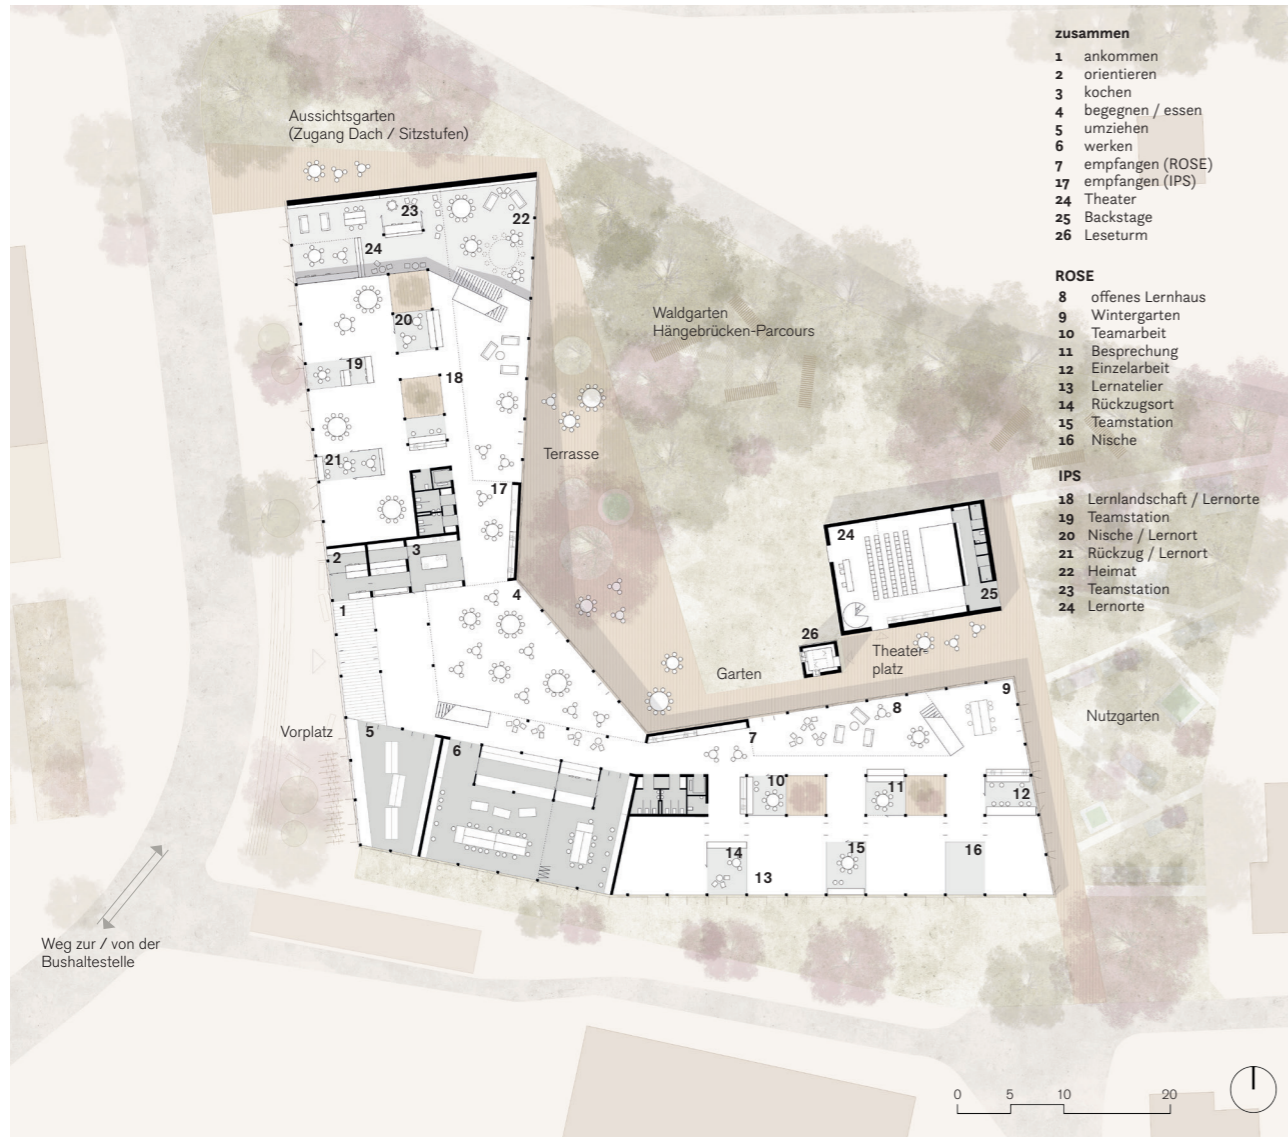 zusammen
1 ankommen
2 orientieren
3 kochen
4 begegnen / essen
5 umziehen
6 werken
7 empfangen (ROSE)
17 empfangen (IPS)
24 Theater
25 Backstage
26 Leseturm
ROSE
8 offenes Lernhaus
9 Wintergarten
10 Teamarbeit
11 Besprechung
12 Einzelarbeit
13 Lernatelier
14 Rückzugsort
15 Teamstation
16 Nische
IPS
18 Lernlandschaft / Lernorte
19 Teamstation
20 Nische / Lernort
21 Rückzug / Lernort
22 Heimat
23 Teamstation
24 Lernorte
Aussichtsgarten
(Zugang Dach / Sitzstufen)
23
22
24
Waldgarten
Hängebrücken-Parcours
20
19
18
Terrasse
21
17
24
2
3
25
1
4
26
Theater-
platz
Garten
9
8
Nutzgarten
Vorplatz
5
6
7
10
11
12
14
15
16
13
Weg zur / von der
Bushaltestelle
0 5 10 20